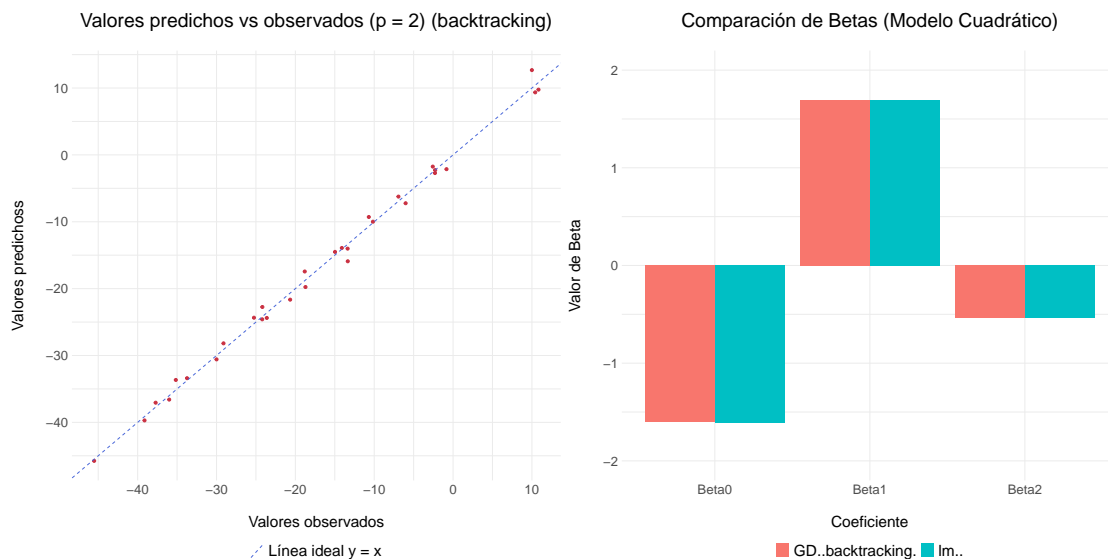 Valores predichos vs observados (p = 2) (backtracking)
10
0
−10
−20
−30
−40
Valores predichoss
−40 −30 −20 −10 0 10
Valores observados
Línea ideal y = x
Comparación de Betas (Modelo Cuadrático)
2
1
0
−1
−2
Valor de Beta
Beta0 Beta1 Beta2
Coeficiente
GD..backtracking. lm..